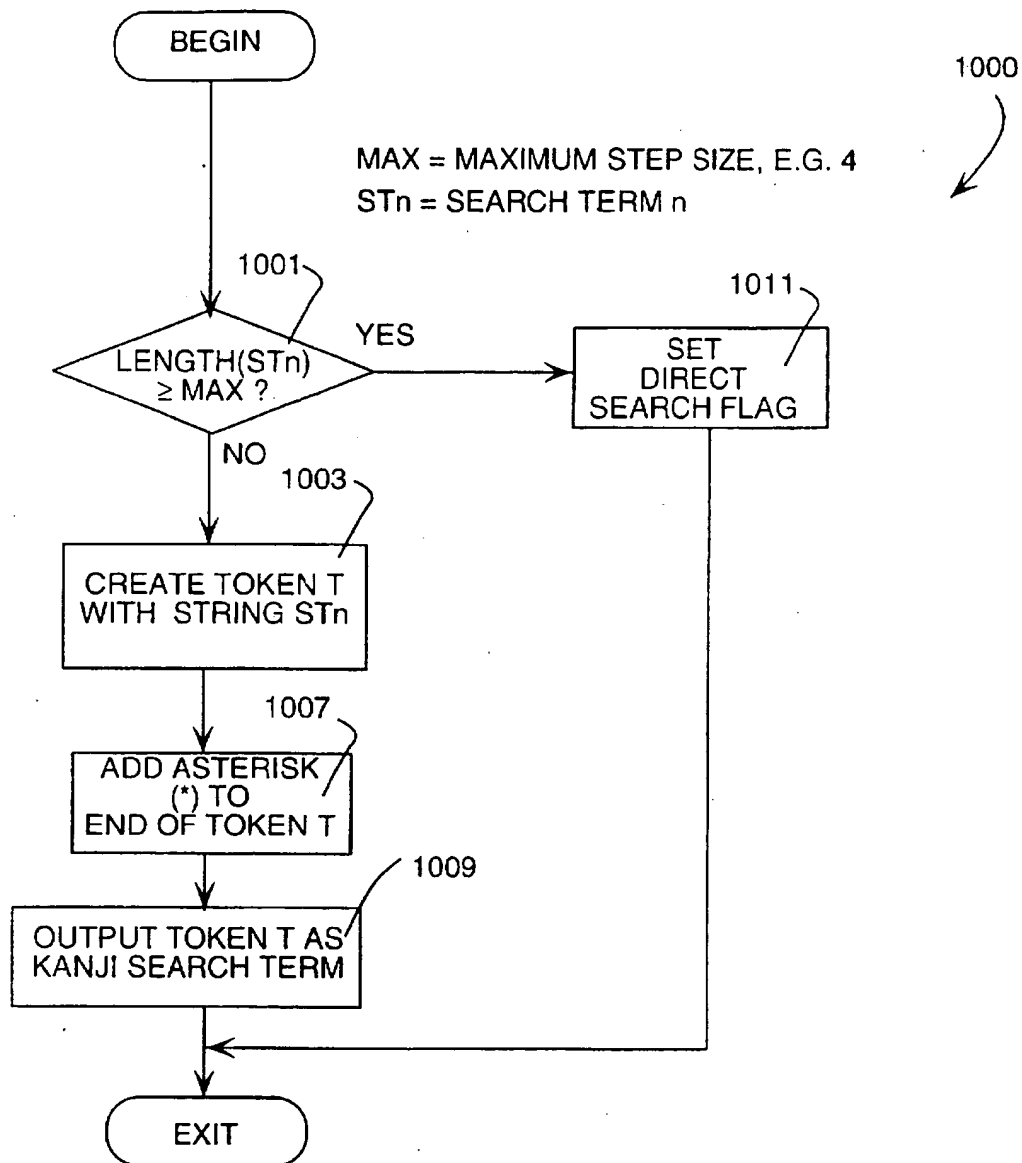 BEGIN
1000
MAX = MAXIMUM STEP SIZE, E.G. 4
STn = SEARCH TERM n
1001
LENGTH(STn)
≥ MAX ?
YES
NO
1011
SET
DIRECT
SEARCH FLAG
1003
CREATE TOKEN T
WITH STRING STn
1007
ADD ASTERISK
(*) TO
END OF TOKEN T
1009
OUTPUT TOKEN T AS
KANJI SEARCH TERM
EXIT